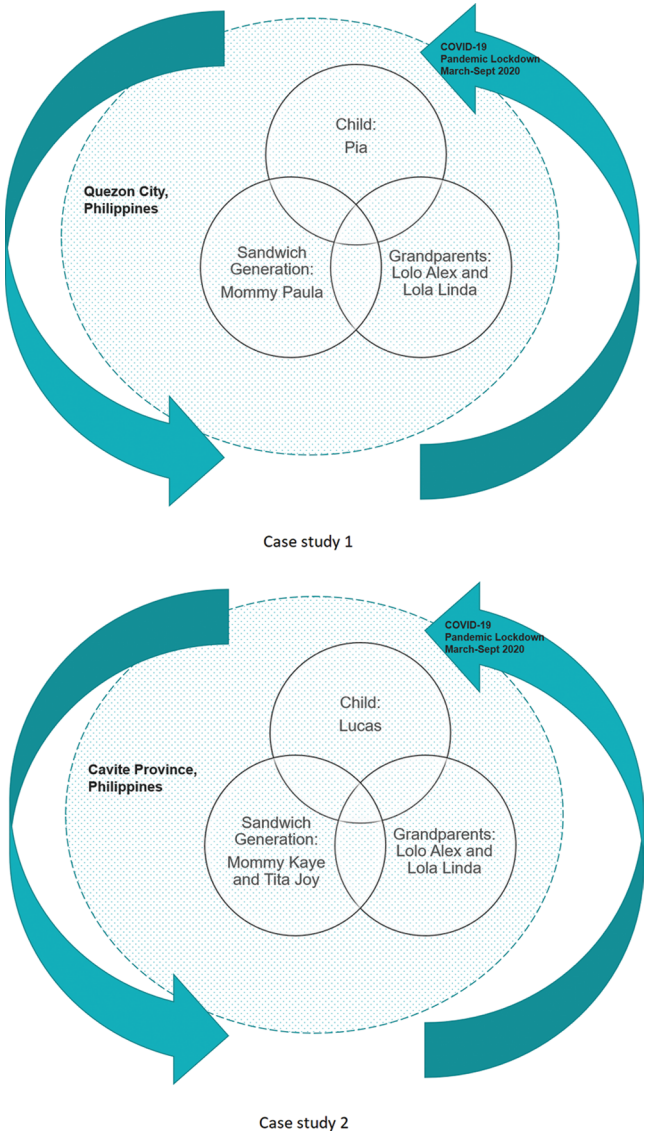 COVID-19
Pandemic Lockdown
March-Sept 2020
Child:
Pia
Quezon City,
Philippines
Sandwich
Generation:
Mommy Paula
Grandparents:
Lolo Alex and
Lola Linda
Case study 1
COVID-19
Pandemic Lockdown
March-Sept 2020
Child:
Lucas
Cavite Province,
Philippines
Sandwich
Generation:
Mommy Kaye
and Tita Joy
Grandparents:
Lolo Alex and
Lola Linda
Case study 2